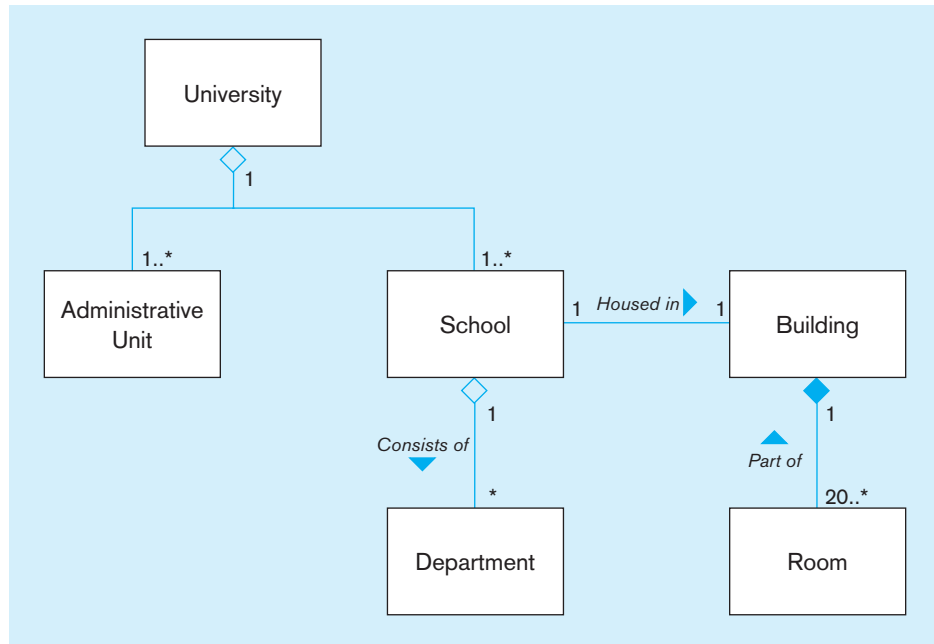 University
1
1..*
1..*
Administrative
Unit
School
1
Housed in
1
Building
1
1
Consists of
Part of
*
20..*
Department
Room